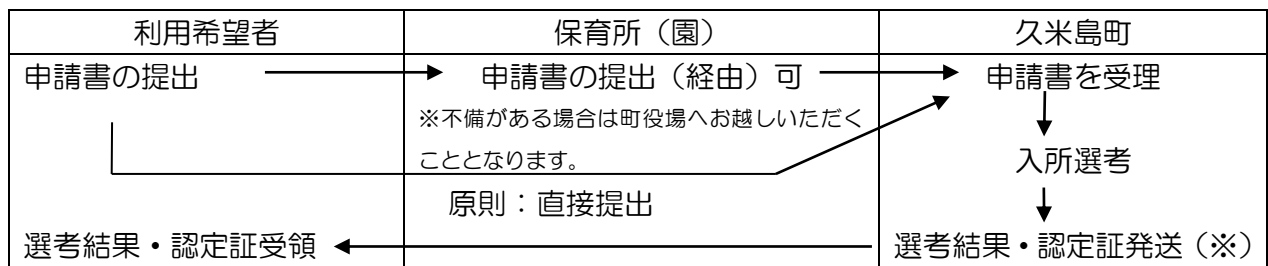 利用希望者 保育所（園） 久米島町
申請書の提出 申請書の提出（経由）可 申請書を受理
※不備がある場合は町役場へお越しいただく
こととなります。
入所選考
原則：直接提出
選考結果・認定証受領 選考結果・認定証発送（※）